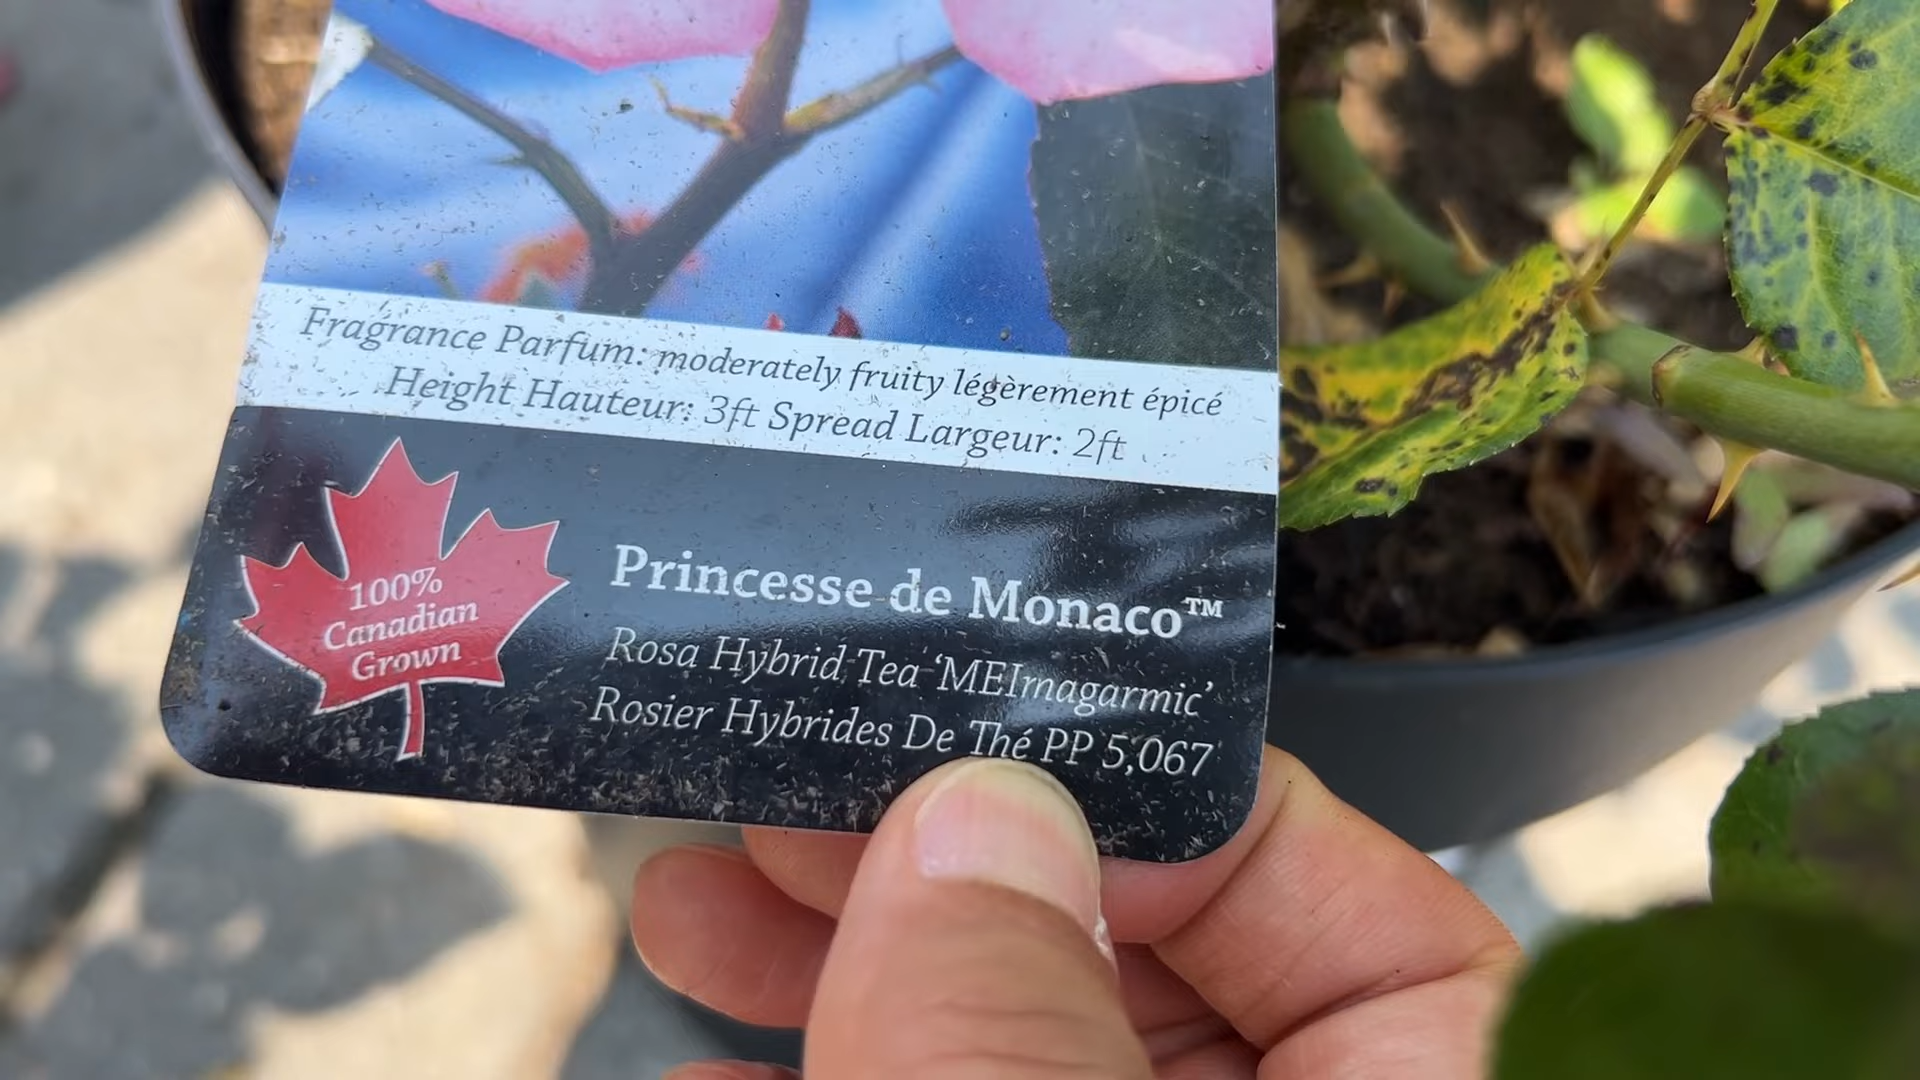 Fragrance Parfum: moderately fruity légèrement épicé
Height Hauteur: 3ft Spread Largeur: 2ft
100%
Canadian
Grown
Princesse de Monaco™
Rosa Hybrid Tea ‘MEImagarmic’
Rosier Hybrides De Thé PP 5,067